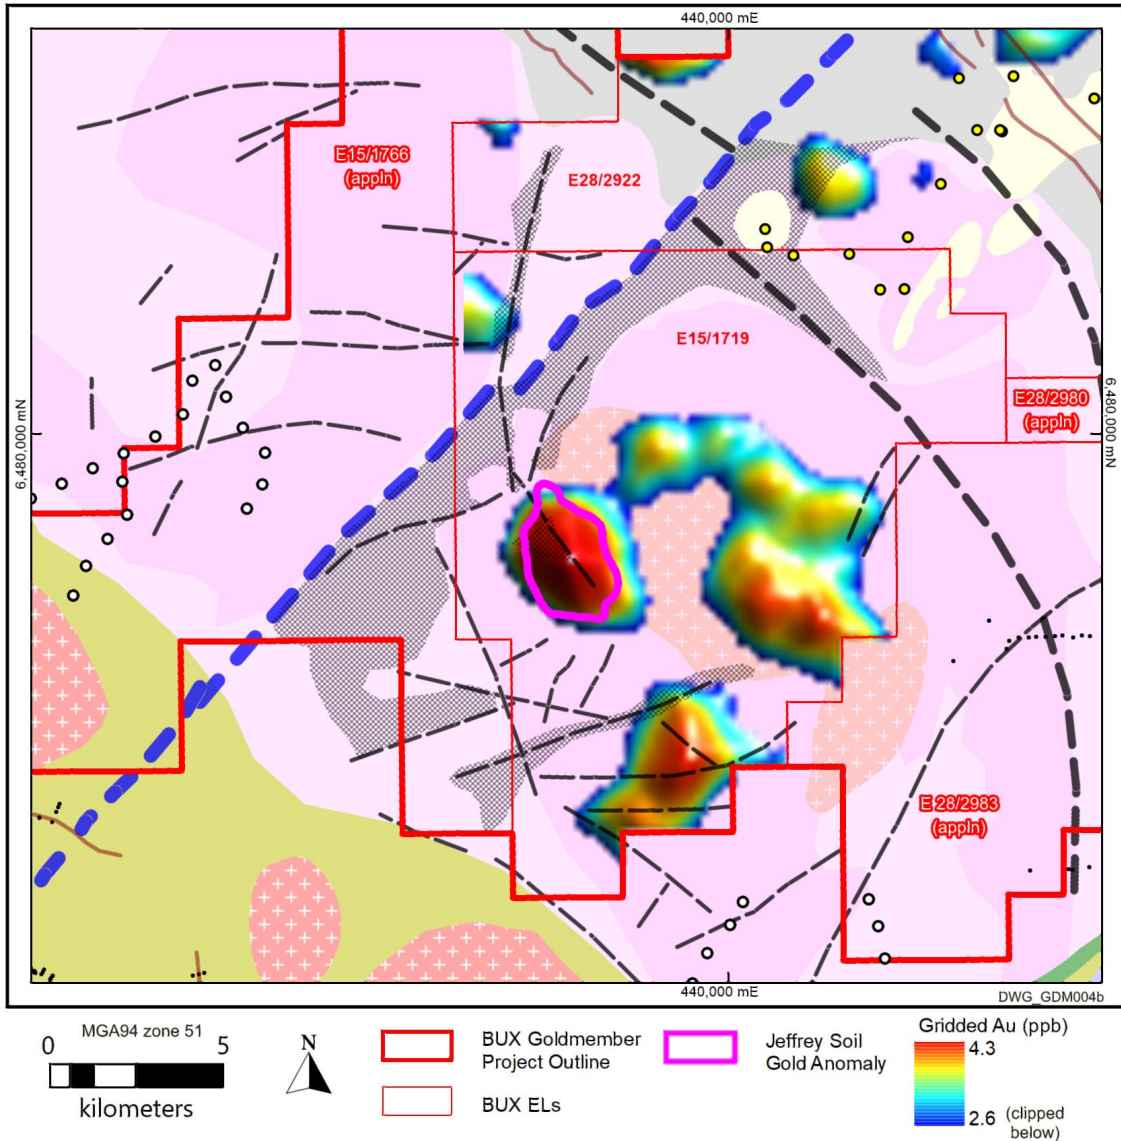 440,000 mE
E15/1766
(appln)
E28/2922
E15/1719
E28/2980
(appln)
6,480,000 mN
6,480,000 mN
E 28/2983
(appln)
440,000 mE
DWG_GDM004b
MGA94 zone 51
0 5
kilometers
N
BUX Goldmember
Project Outline
BUX ELs
Jeffrey Soil
Gold Anomaly
Gridded Au (ppb)
4.3
2.6 (clipped
below)